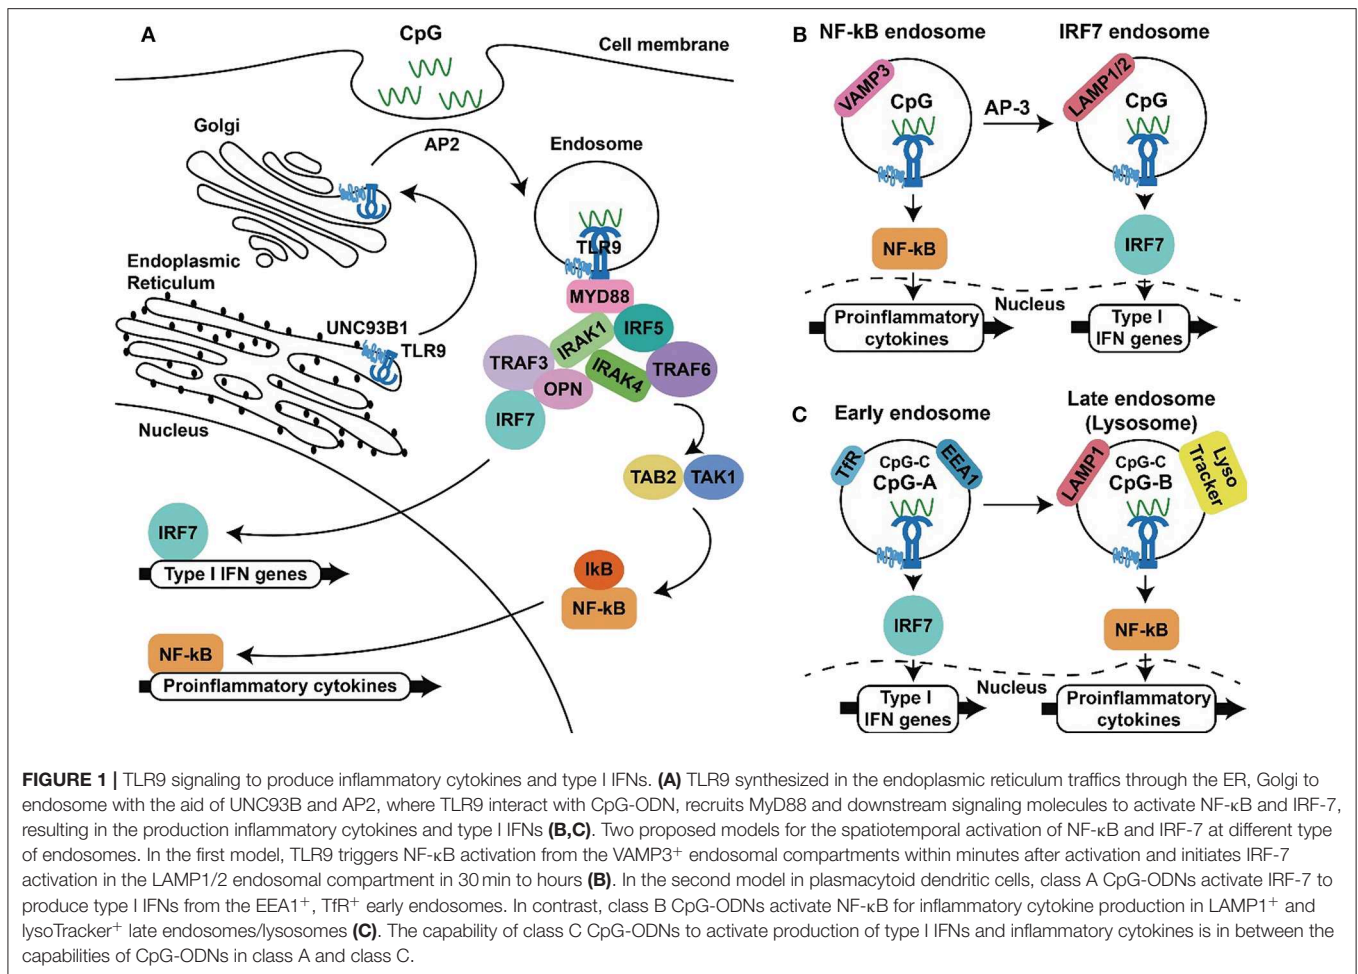 A
CpG
Cell membrane
Golgi
AP2
Endosome
TLR9
Endoplasmic
Reticulum
MYD88
UNC93B1
TLR9
IRAK1
IRF5
TRAF3
IRAK4
TRAF6
OPN
IRF7
Nucleus
TAB2
TAK1
IRF7
Type I IFN genes
IkB
NF-kB
NF-kB
Proinflammatory cytokines
B
NF-kB endosome
IRF7 endosome
VAMP3
CpG
AP-3
LAMP1/2
CpG
NF-kB
IRF7
Nucleus
Proinflammatory
cytokines
Type I
IFN genes
C
Early endosome
Late endosome
(Lysosome)
TfR
CpG-C
CpG-A
EEA1
LAMP1
CpG-C
CpG-B
Lyso
Tracker
IRF7
NF-kB
Type I
IFN genes
Nucleus
Proinflammatory
cytokines
FIGURE 1 | TLR9 signaling to produce inflammatory cytokines and type I IFNs. (A) TLR9 synthesized in the endoplasmic reticulum traffics through the ER, Golgi to
endosome with the aid of UNC93B and AP2, where TLR9 interact with CpG-ODN, recruits MyD88 and downstream signaling molecules to activate NF-κB and IRF-7,
resulting in the production inflammatory cytokines and type I IFNs (B,C). Two proposed models for the spatiotemporal activation of NF-κB and IRF-7 at different type
of endosomes. In the first model, TLR9 triggers NF-κB activation from the VAMP3+ endosomal compartments within minutes after activation and initiates IRF-7
activation in the LAMP1/2 endosomal compartment in 30 min to hours (B). In the second model in plasmacytoid dendritic cells, class A CpG-ODNs activate IRF-7 to
produce type I IFNs from the EEA1+, TfR+ early endosomes. In contrast, class B CpG-ODNs activate NF-κB for inflammatory cytokine production in LAMP1+ and
lysoTracker+ late endosomes/lysosomes (C). The capability of class C CpG-ODNs to activate production of type I IFNs and inflammatory cytokines is in between the
capabilities of CpG-ODNs in class A and class C.